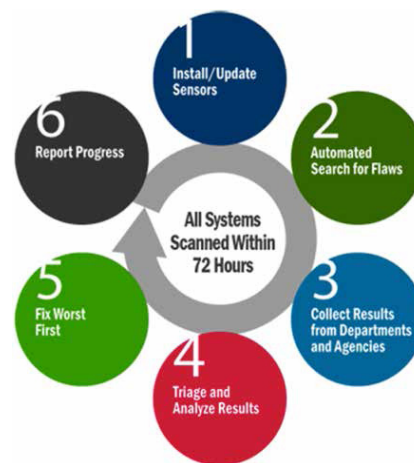 1
Install/Update
Sensors
2
Automated
Search for Flaws
3
Collect Results
from Departments
and Agencies
4
Triage and
Analyze Results
5
Fix Worst
First
6
Report Progress
All Systems
Scanned Within
72 Hours